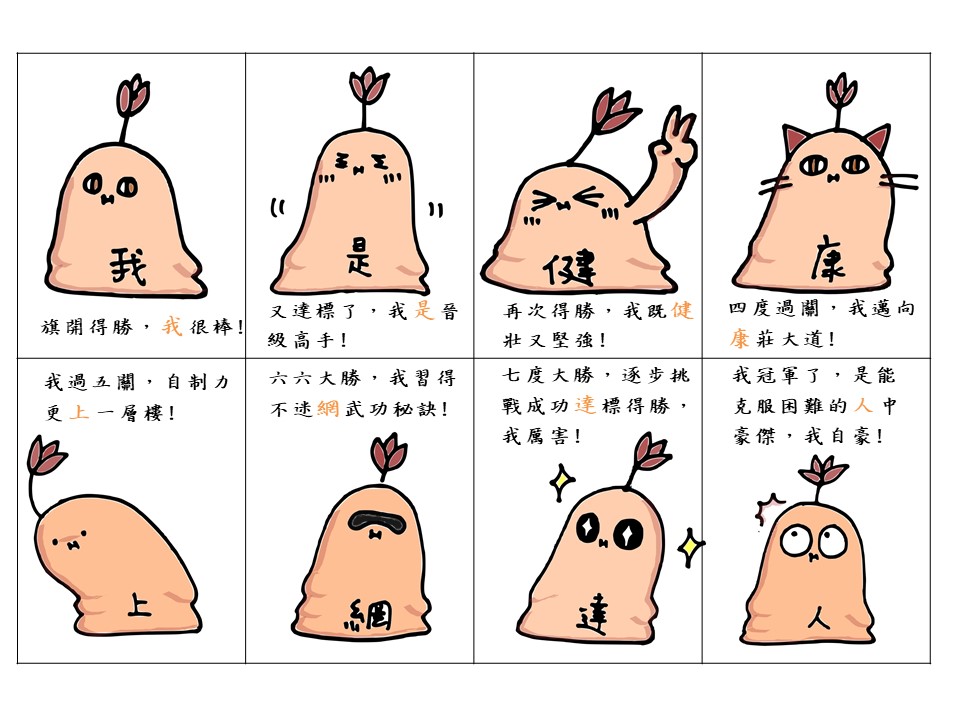 我
旗開得勝，我很棒!
是
又達標了，我是晉
級高手!
健
再次得勝，我既健
壯又堅強!
康
四度過關，我邁向
康莊大道!
我過五關，自制力
更上一層樓!
上
六六大勝，我習得
不迷網武功秘訣!
網
七度大勝，逐步挑
戰成功達標得勝，
我厲害!
達
我冠軍了，是能
克服困難的人中
豪傑，我自豪!
人